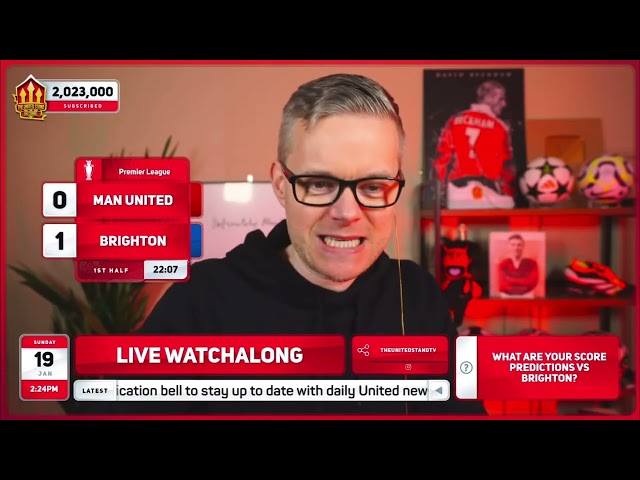 2,023,000
SUBSCRIBED
DAVID BECKHAM
BECKHAM
7
Premier League
0 MAN UNITED
1 BRIGHTON
1ST HALF 22:07
SUNDAY
19
JAN
2:24PM
LIVE WATCHALONG
THEUNITEDSTANDTV
WHAT ARE YOUR SCORE
PREDICTIONS VS
BRIGHTON?
LATEST ication bell to stay up to date with daily United new